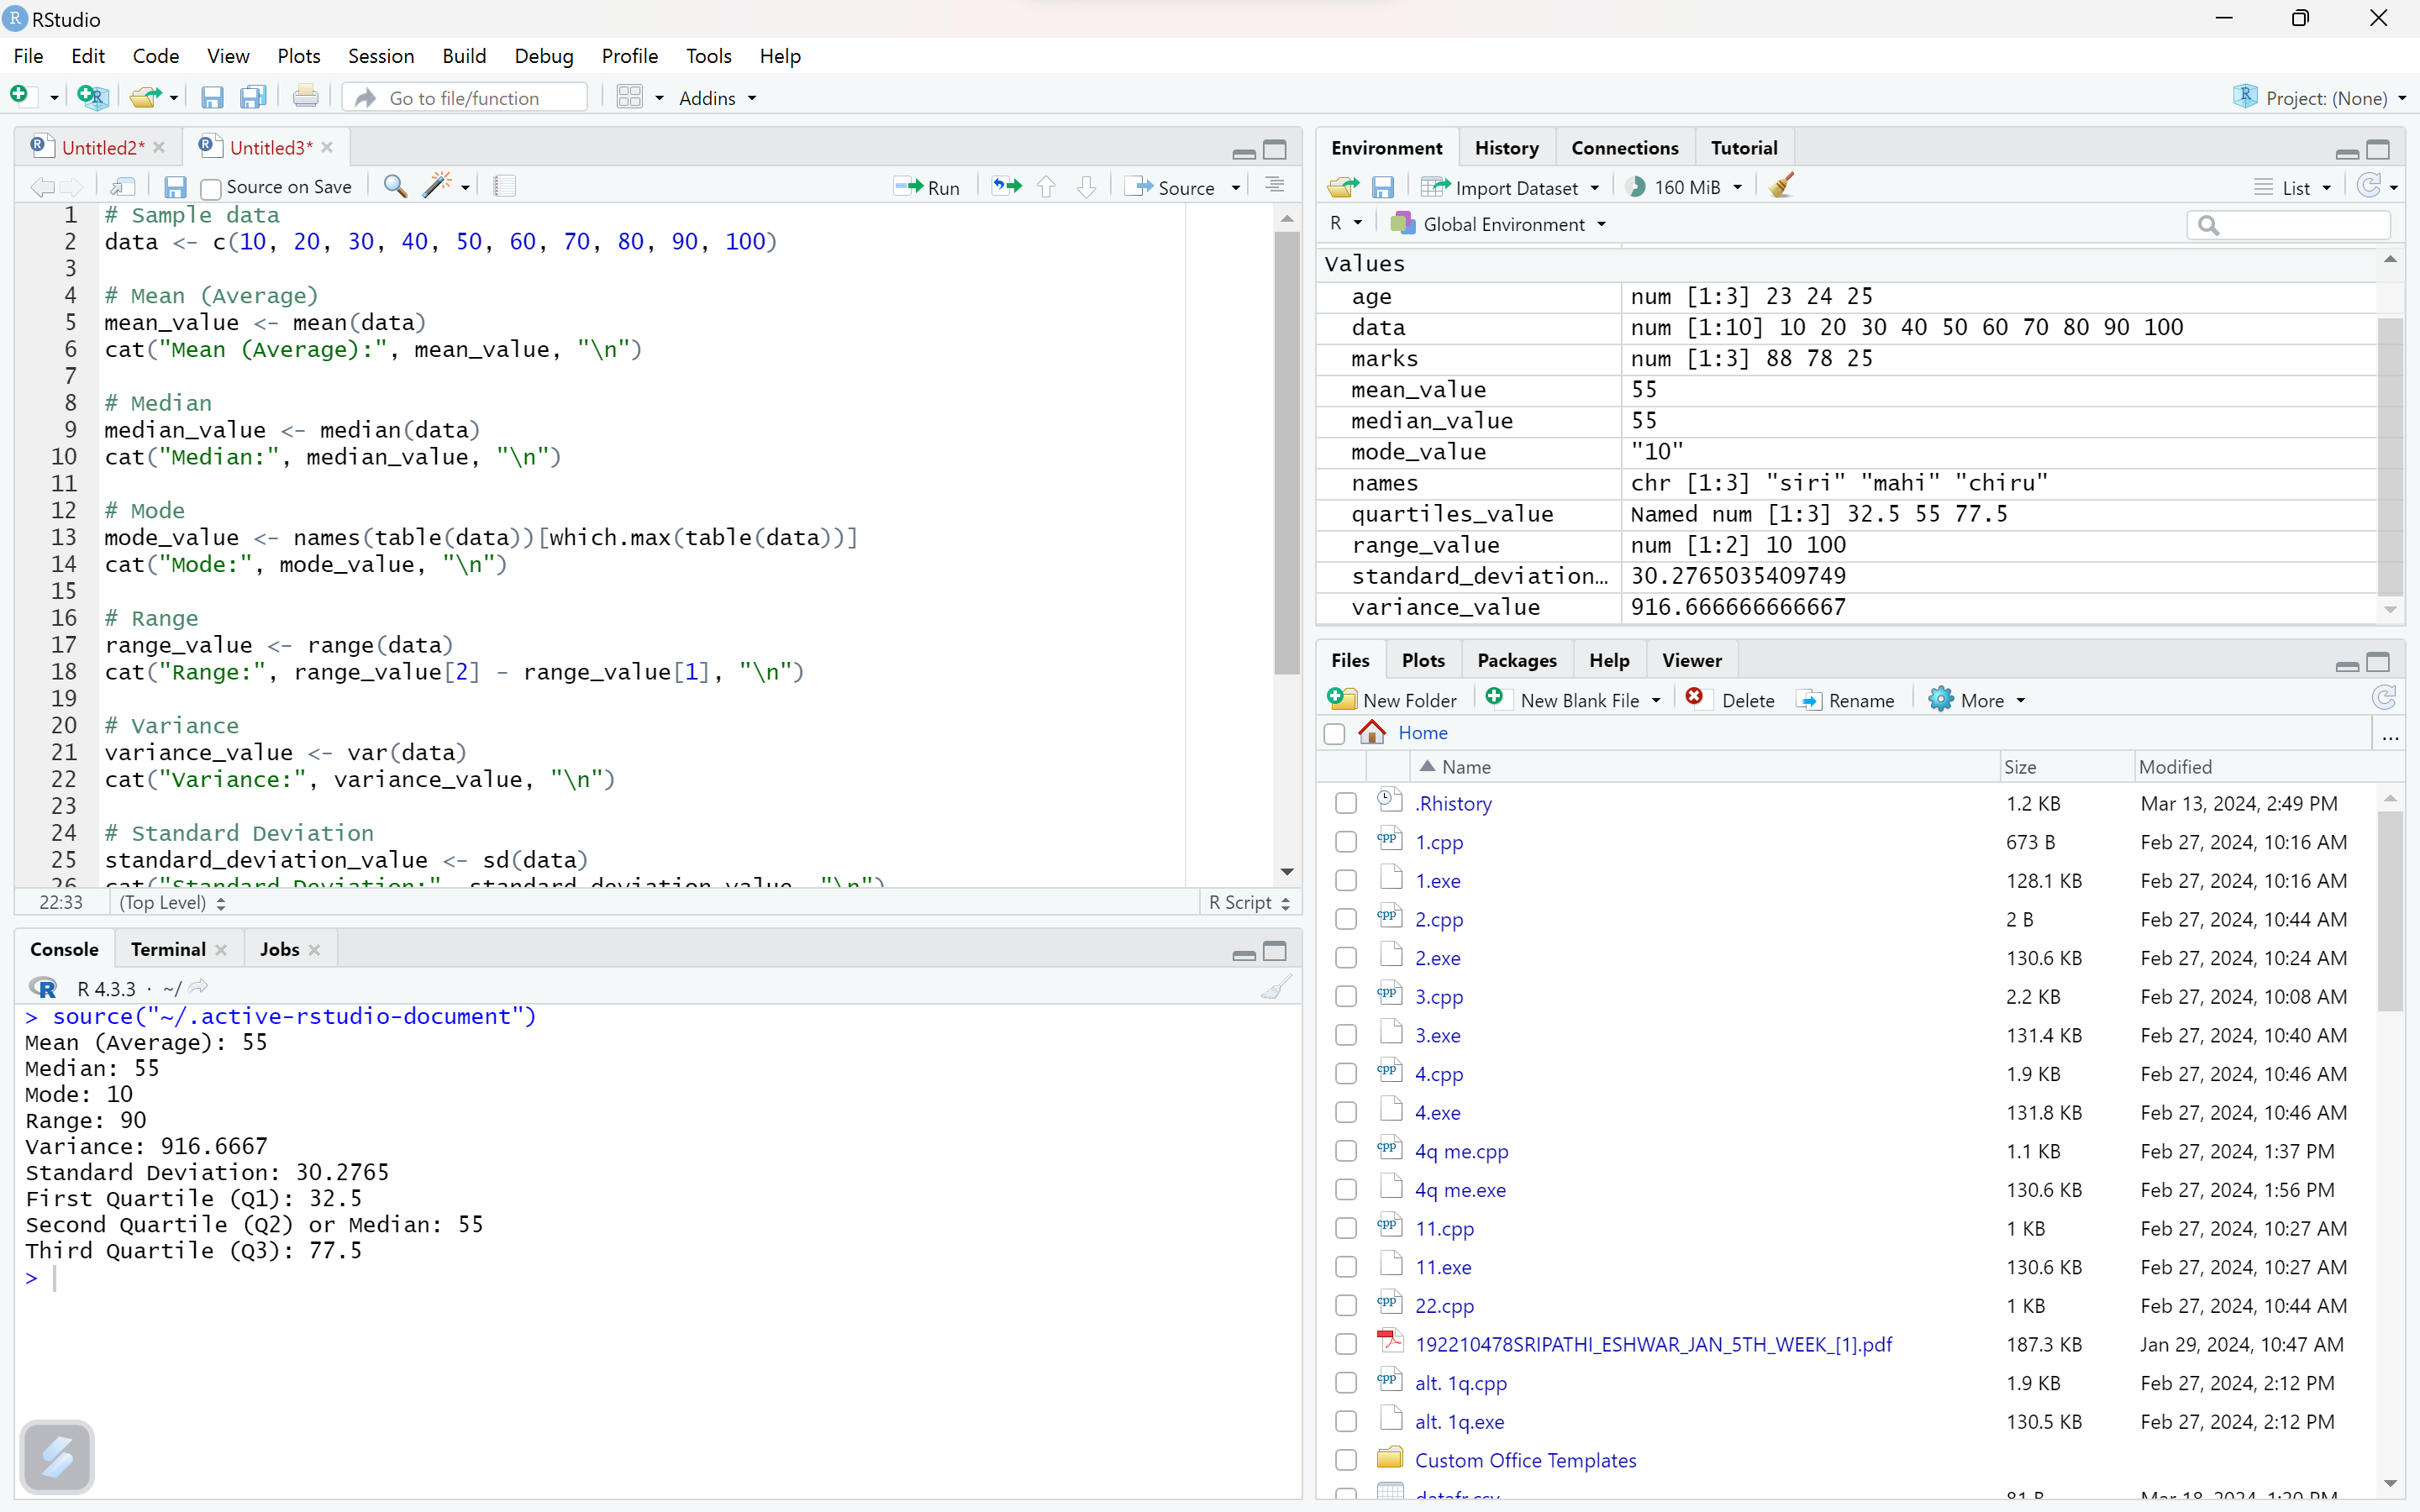 RStudio
File Edit Code View Plots Session Build Debug Profile Tools Help
Go to file/function Addins Project: (None)
Untitled2* Untitled3*
Source on Save Run Source
1 # Sample data
2 data <- c(10, 20, 30, 40, 50, 60, 70, 80, 90, 100)
3
4 # Mean (Average)
5 mean_value <- mean(data)
6 cat("Mean (Average):", mean_value, "\n")
7
8 # Median
9 median_value <- median(data)
10 cat("Median:", median_value, "\n")
11
12 # Mode
13 mode_value <- names(table(data))[which.max(table(data))]
14 cat("Mode:", mode_value, "\n")
15
16 # Range
17 range_value <- range(data)
18 cat("Range:", range_value[2] - range_value[1], "\n")
19
20 # Variance
21 variance_value <- var(data)
22 cat("Variance:", variance_value, "\n")
23
24 # Standard Deviation
25 standard_deviation_value <- sd(data)
26 cat("Standard Deviation:", standard_deviation_value, "\n")
22:33 (Top Level) R Script
Console Terminal Jobs
R 4.3.3 · ~/
> source("~/.active-rstudio-document")
Mean (Average): 55
Median: 55
Mode: 10
Range: 90
Variance: 916.6667
Standard Deviation: 30.2765
First Quartile (Q1): 32.5
Second Quartile (Q2) or Median: 55
Third Quartile (Q3): 77.5
>
Environment History Connections Tutorial
Import Dataset 160 MiB List
R Global Environment
Values
age num [1:3] 23 24 25
data num [1:10] 10 20 30 40 50 60 70 80 90 100
marks num [1:3] 88 78 25
mean_value 55
median_value 55
mode_value "10"
names chr [1:3] "siri" "mahi" "chiru"
quartiles_value Named num [1:3] 32.5 55 77.5
range_value num [1:2] 10 100
standard_deviation... 30.2765035409749
variance_value 916.666666666667
Files Plots Packages Help Viewer
New Folder New Blank File Delete Rename More
Home ...
Name Size Modified
.Rhistory 1.2 KB Mar 13, 2024, 2:49 PM
1.cpp 673 B Feb 27, 2024, 10:16 AM
1.exe 128.1 KB Feb 27, 2024, 10:16 AM
2.cpp 2 B Feb 27, 2024, 10:44 AM
2.exe 130.6 KB Feb 27, 2024, 10:24 AM
3.cpp 2.2 KB Feb 27, 2024, 10:08 AM
3.exe 131.4 KB Feb 27, 2024, 10:40 AM
4.cpp 1.9 KB Feb 27, 2024, 10:46 AM
4.exe 131.8 KB Feb 27, 2024, 10:46 AM
4q me.cpp 1.1 KB Feb 27, 2024, 1:37 PM
4q me.exe 130.6 KB Feb 27, 2024, 1:56 PM
11.cpp 1 KB Feb 27, 2024, 10:27 AM
11.exe 130.6 KB Feb 27, 2024, 10:27 AM
22.cpp 1 KB Feb 27, 2024, 10:44 AM
192210478SRIPATHI_ESHWAR_JAN_5TH_WEEK_[1].pdf 187.3 KB Jan 29, 2024, 10:47 AM
alt. 1q.cpp 1.9 KB Feb 27, 2024, 2:12 PM
alt. 1q.exe 130.5 KB Feb 27, 2024, 2:12 PM
Custom Office Templates
datafr.csv 81 B Mar 18, 2024, 1:20 PM